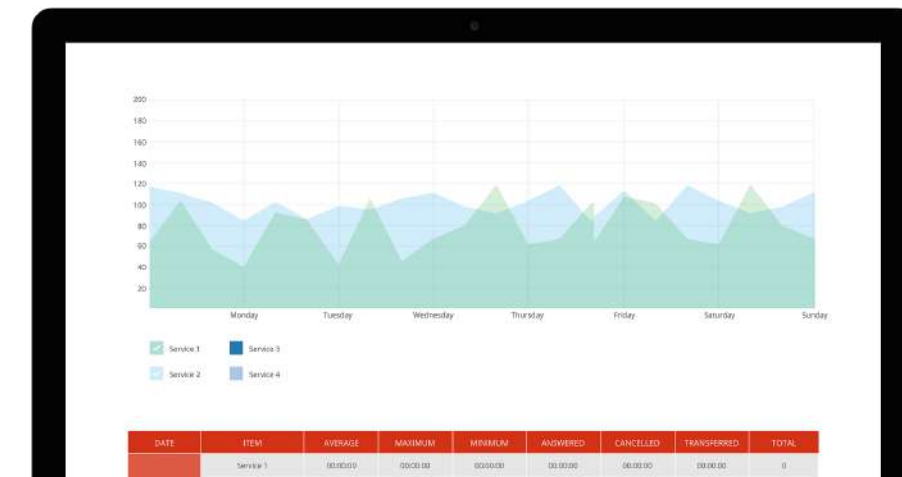 200
180
160
140
120
100
80
60
40
20
Monday Tuesday Wednesday Thursday Friday Saturday Sunday
Service 1 Service 3
Service 2 Service 4
DATE ITEM AVERAGE MAXIMUM MINIMUM ANSWERED CANCELLED TRANSFERRED TOTAL
Service 1 00:00:00 00:00:00 00:00:00 00:00:00 00:00:00 00:00:00 0